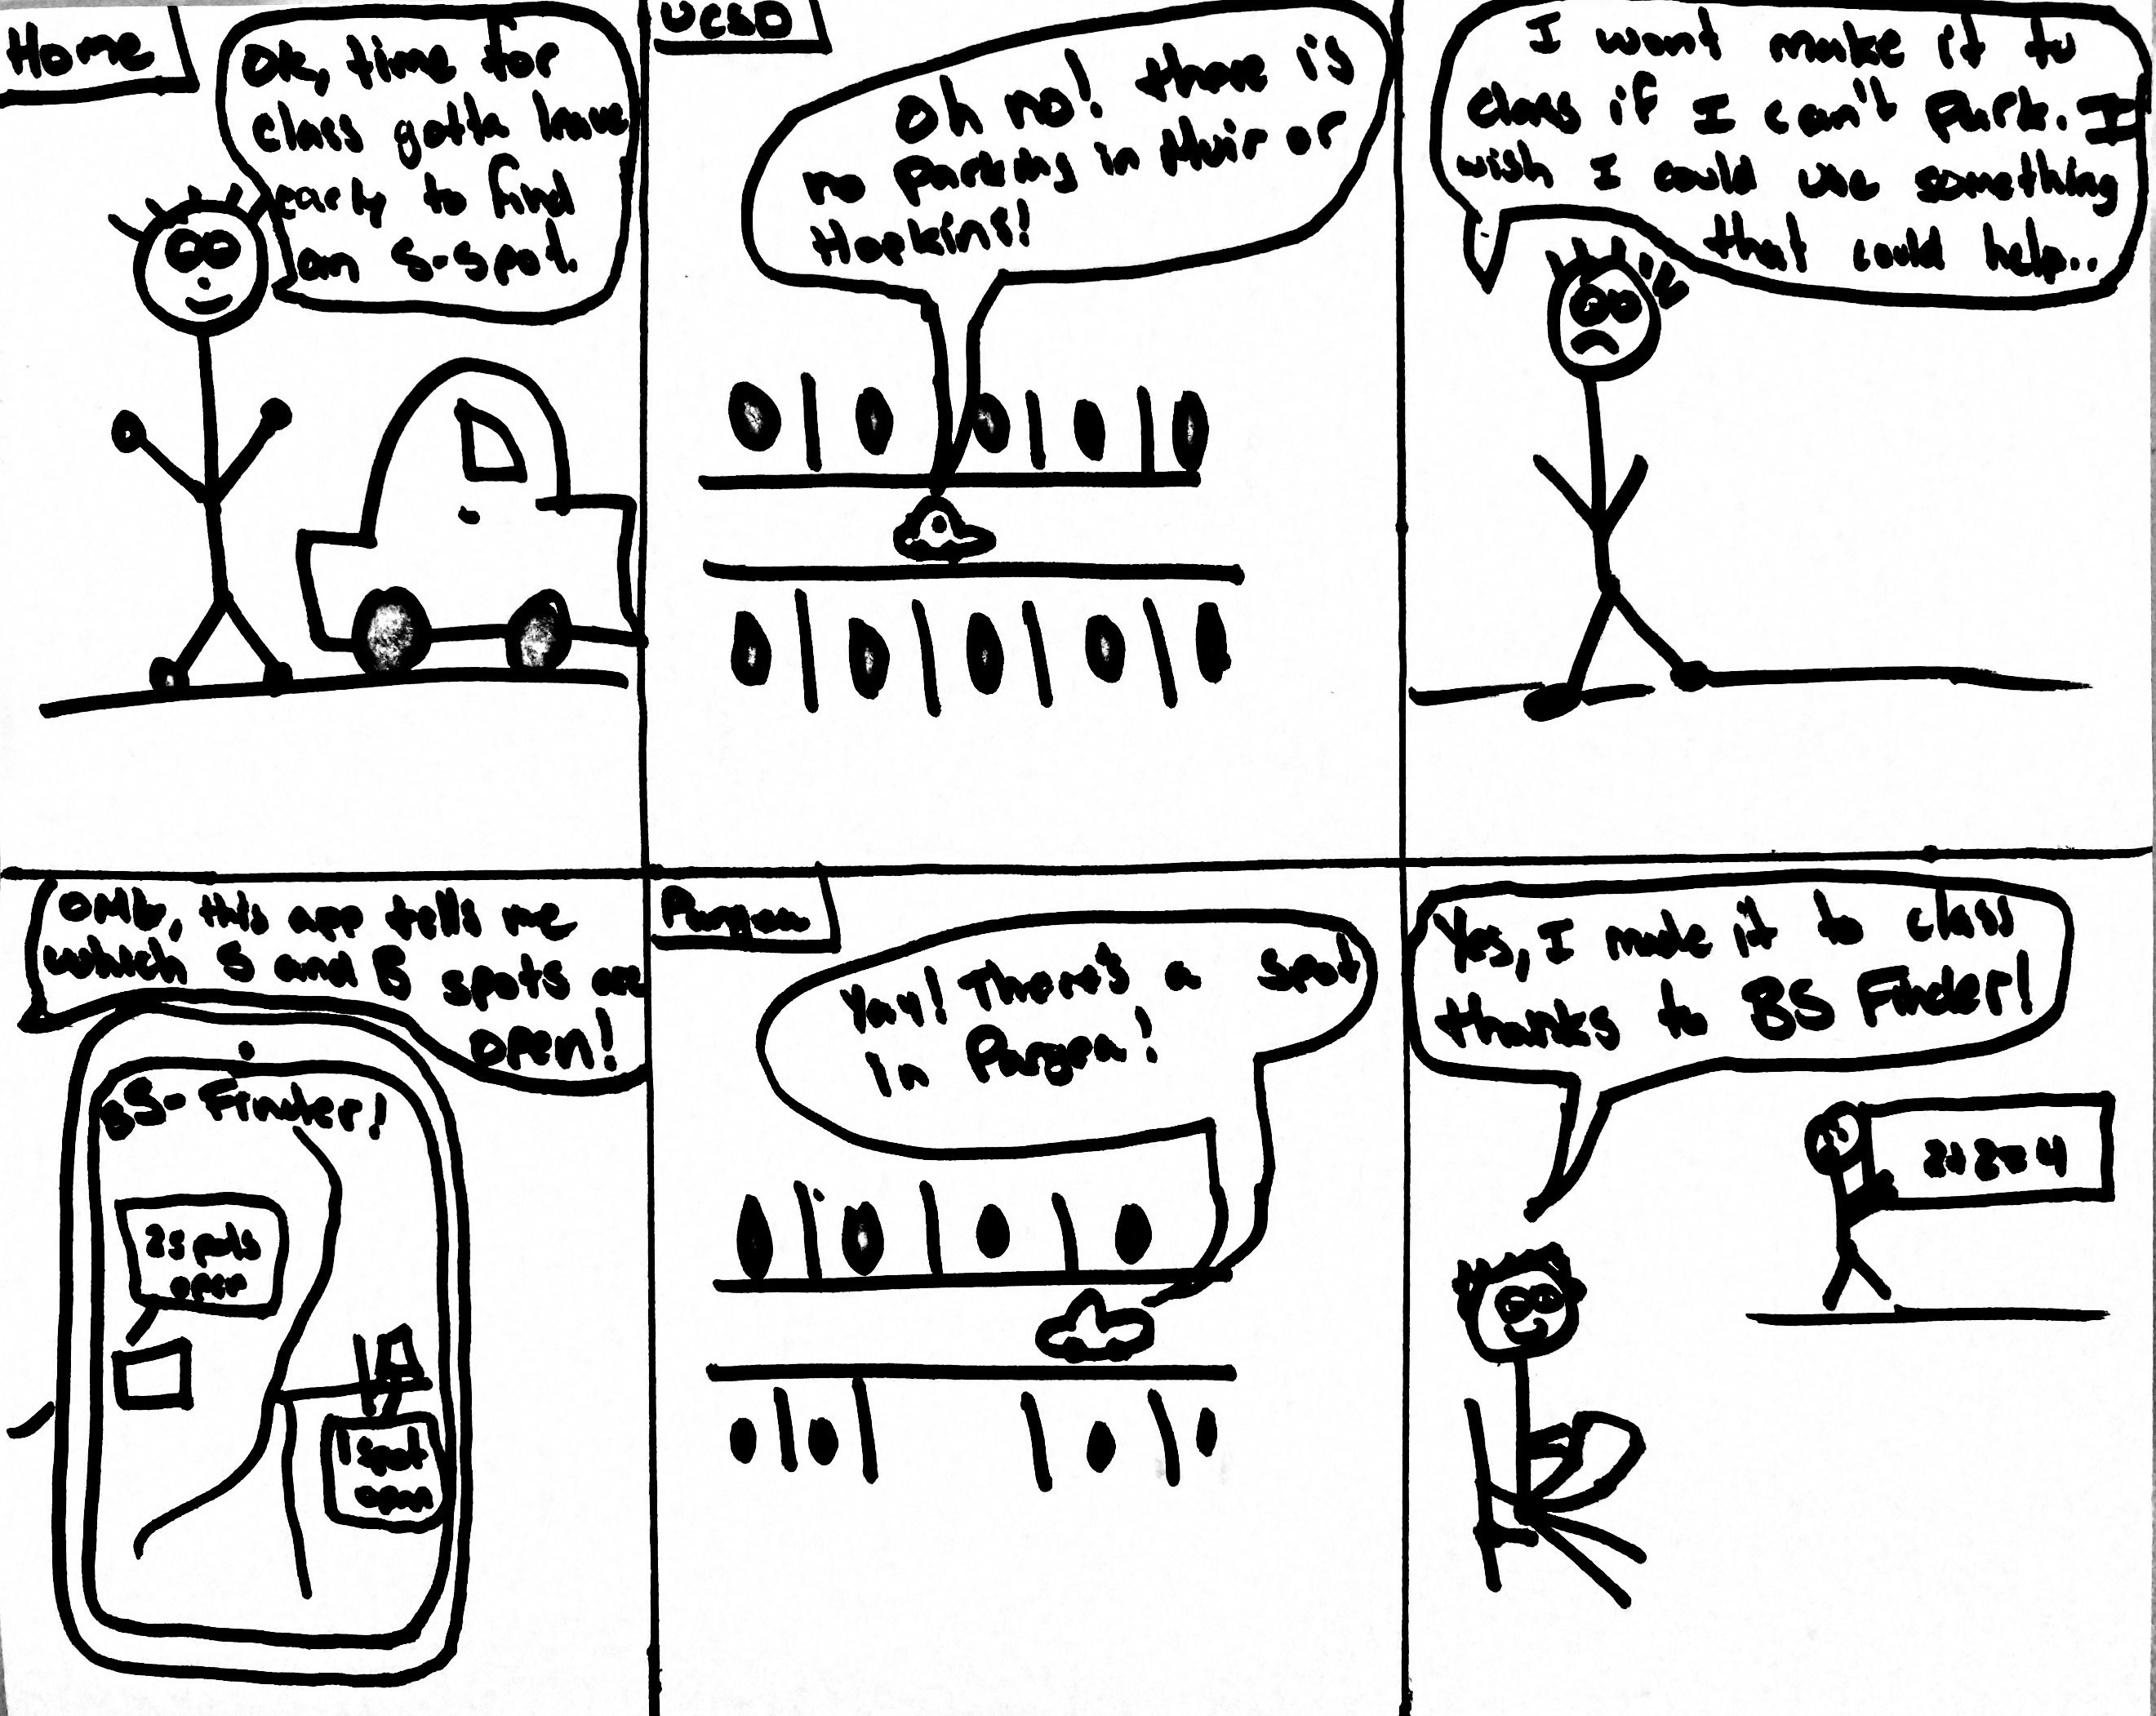 Home
Ok, time for
class gotta leave
early to find
an S-spot.
UCSD
Oh no! there is
no parking in Muir or
Hopkins!
I wont make it to
class if I can't Park. I
wish I could use something
that could help..
OMG, this app tells me
which S and B spots are
open!
BS-Finder!
2 spots
open
1 spot
open
Pangea
Yay! There's a spot
in Pangea!
Yes, I made it to class
thanks to BS Finder!
2+2=4